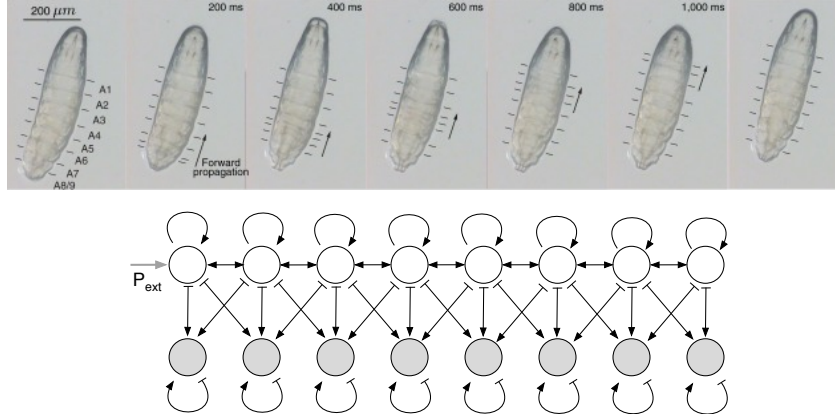 200 μm
200 ms
400 ms
600 ms
800 ms
1,000 ms
A1
A2
A3
A4
A5
A6
A7
A8/9
Forward
propagation
P_ext